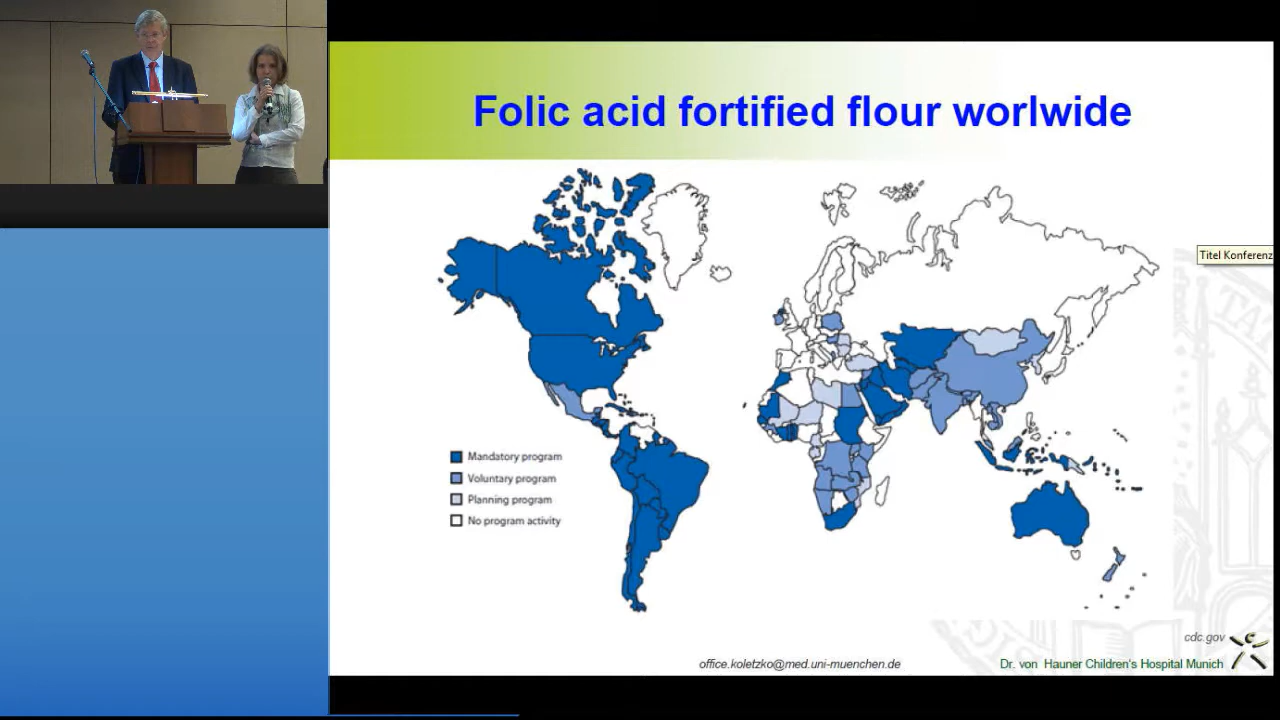 Folic acid fortified flour worlwide
Titel Konferenz
Mandatory program
Voluntary program
Planning program
No program activity
cdc.gov
office.koletzko@med.uni-muenchen.de
Dr. von Hauner Children's Hospital Munich